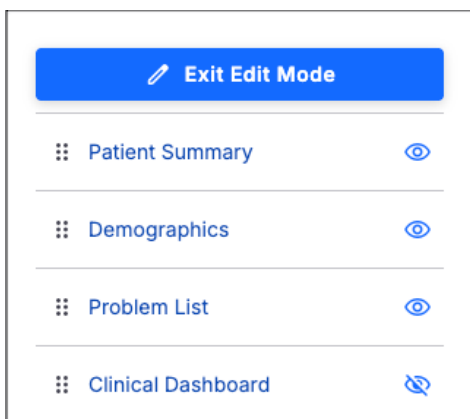 Exit Edit Mode
Patient Summary
Demographics
Problem List
Clinical Dashboard